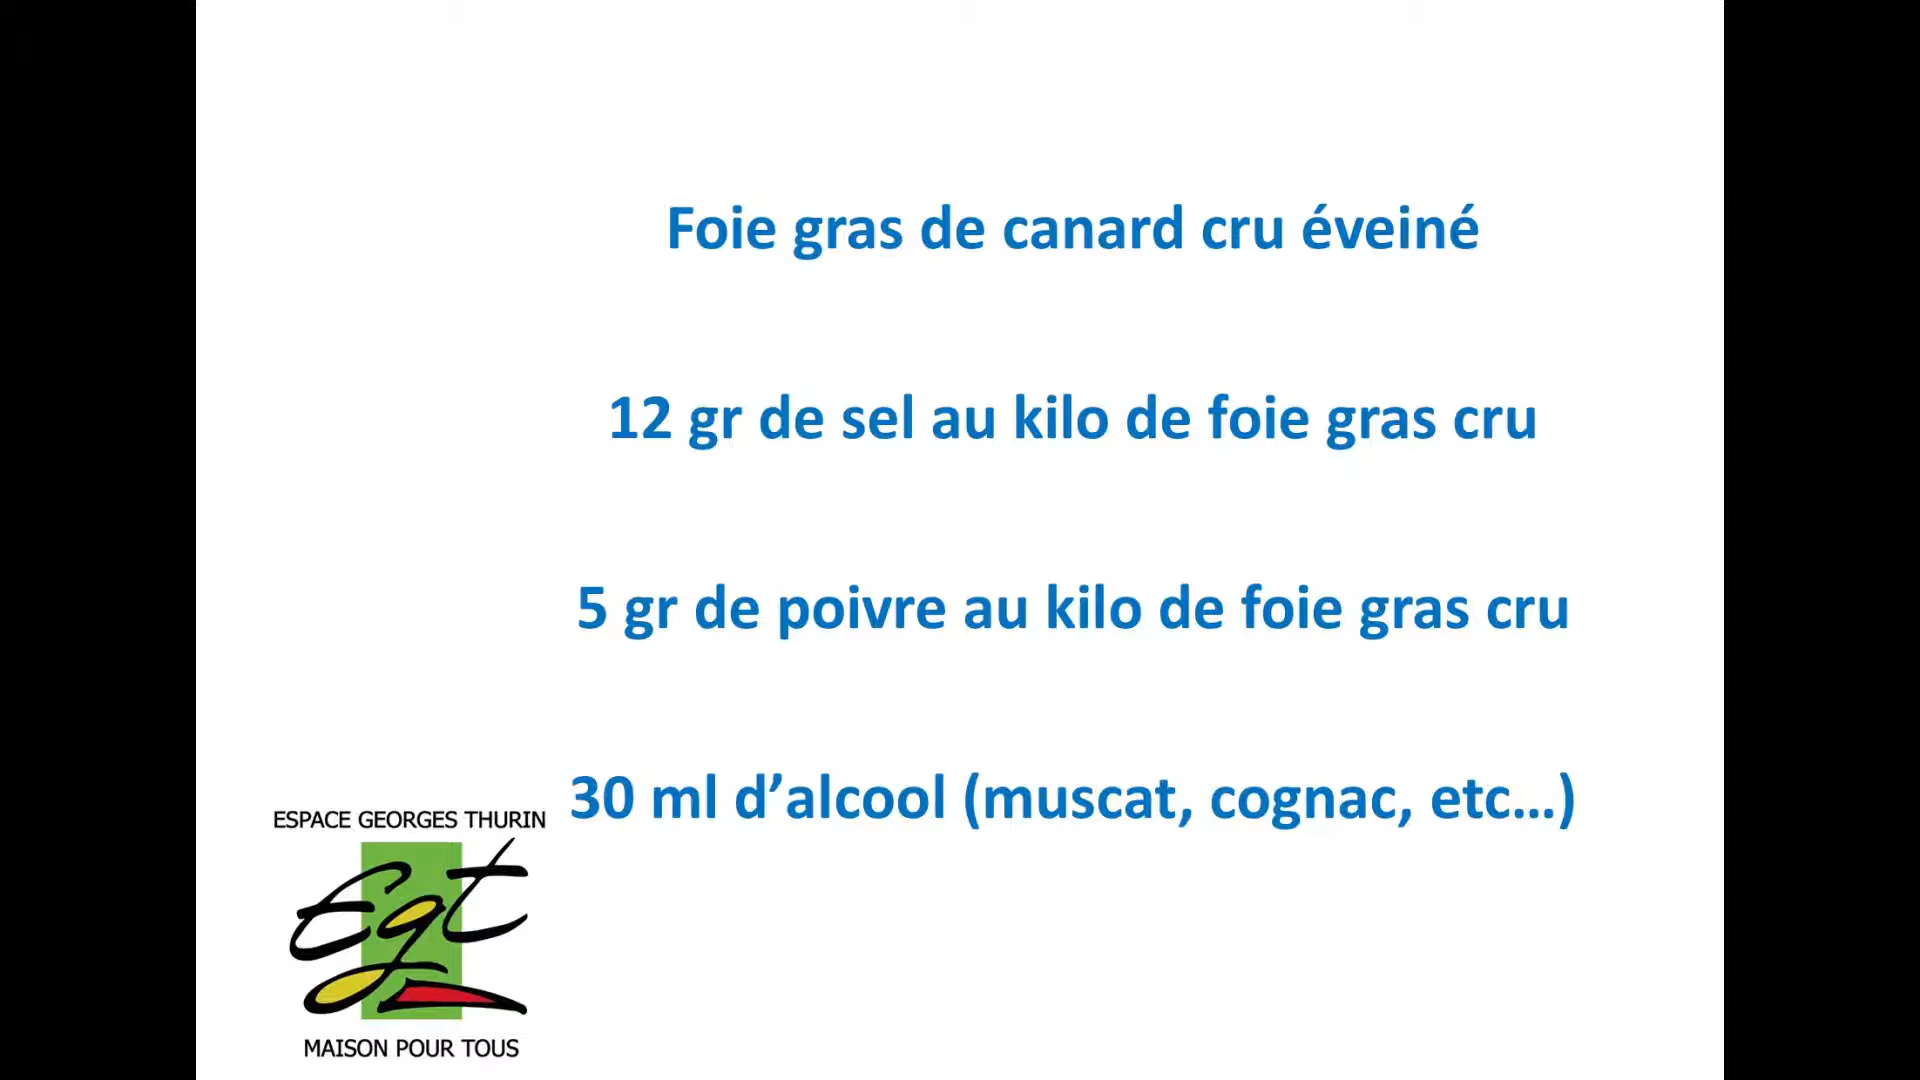 Foie gras de canard cru éveiné
12 gr de sel au kilo de foie gras cru
5 gr de poivre au kilo de foie gras cru
30 ml d’alcool (muscat, cognac, etc…)
ESPACE GEORGES THURIN
Egt
MAISON POUR TOUS